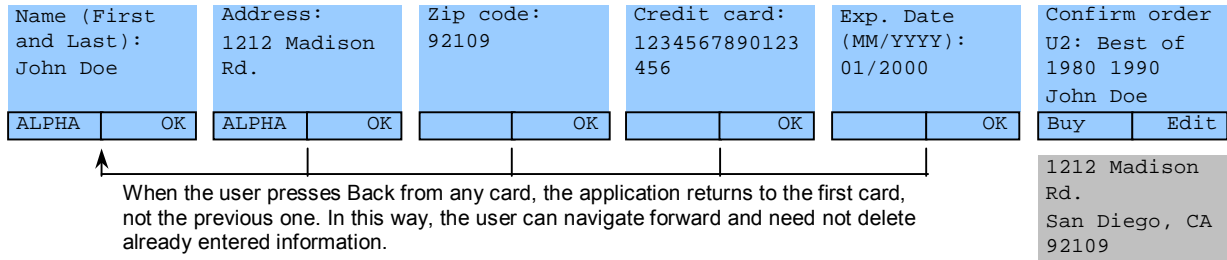 Name (First
and Last):
John Doe
ALPHA OK
Address:
1212 Madison
Rd.
ALPHA OK
Zip code:
92109
OK
Credit card:
1234567890123
456
OK
Exp. Date
(MM/YYYY):
01/2000
OK
Confirm order
U2: Best of
1980 1990
John Doe
Buy Edit
1212 Madison
Rd.
San Diego, CA
92109
When the user presses Back from any card, the application returns to the first card,
not the previous one. In this way, the user can navigate forward and need not delete
already entered information.